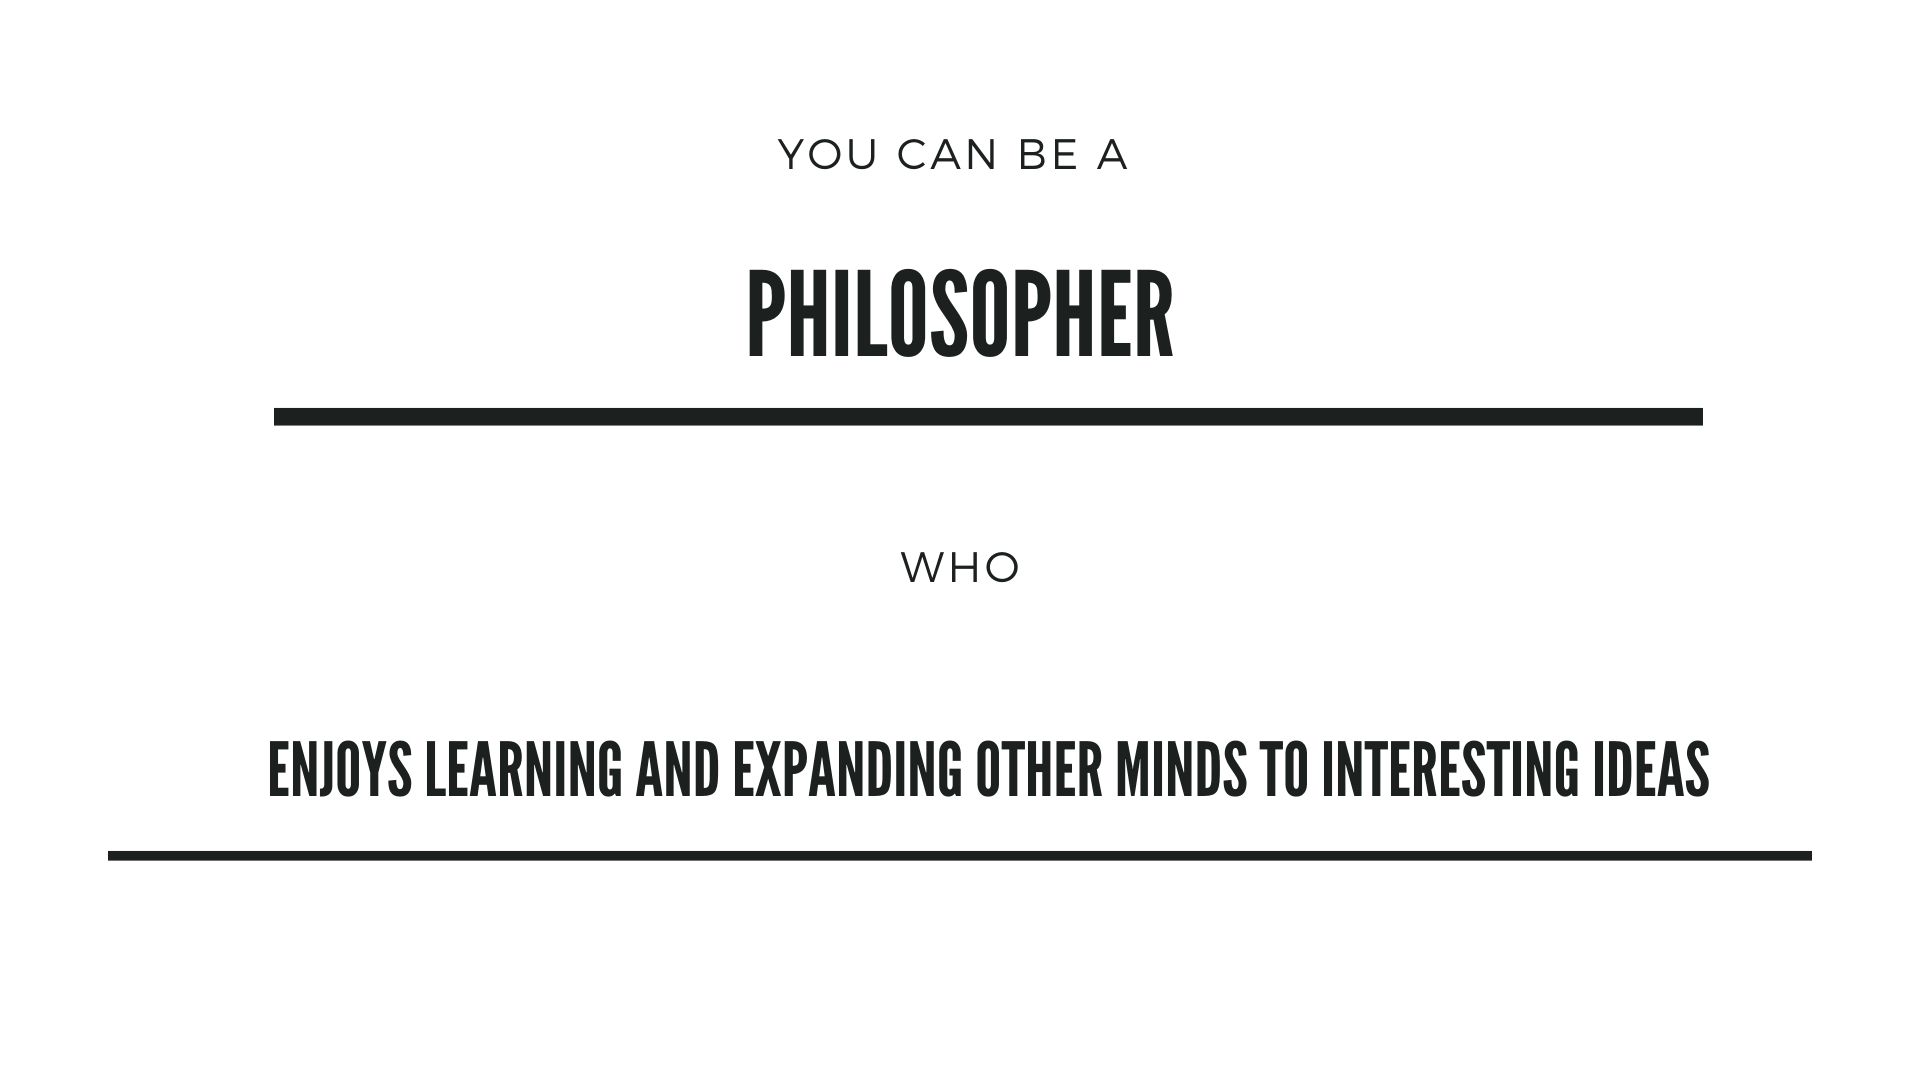 YOU CAN BE A
PHILOSOPHER
WHO
ENJOYS LEARNING AND EXPANDING OTHER MINDS TO INTERESTING IDEAS